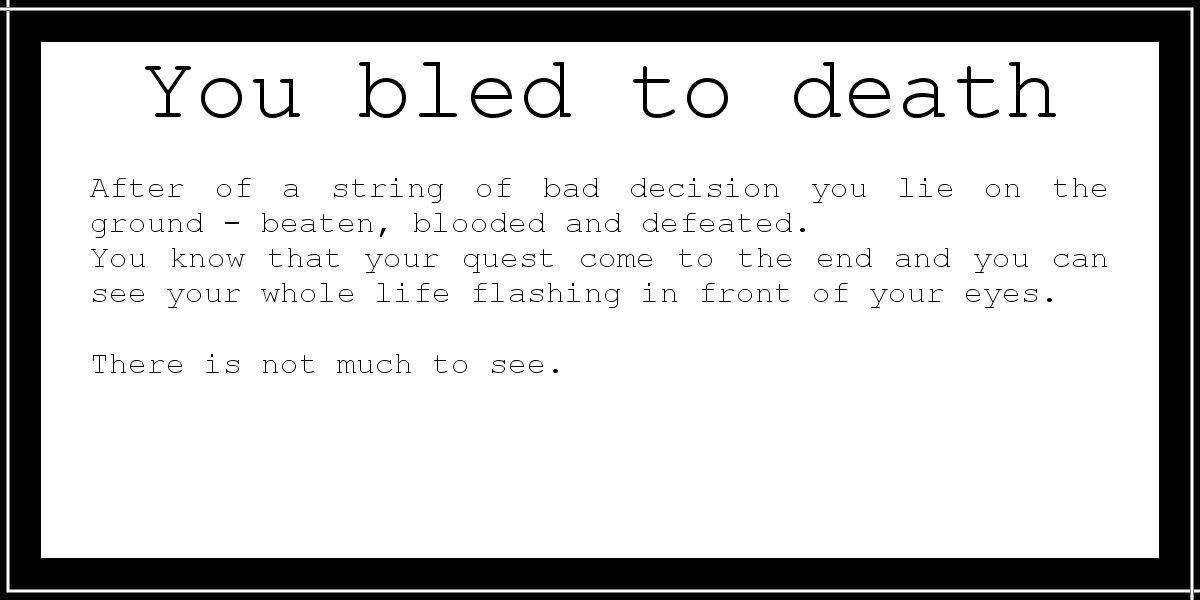 You bled to death
After of a string of bad decision you lie on the
ground - beaten, blooded and defeated.
You know that your quest come to the end and you can
see your whole life flashing in front of your eyes.
There is not much to see.